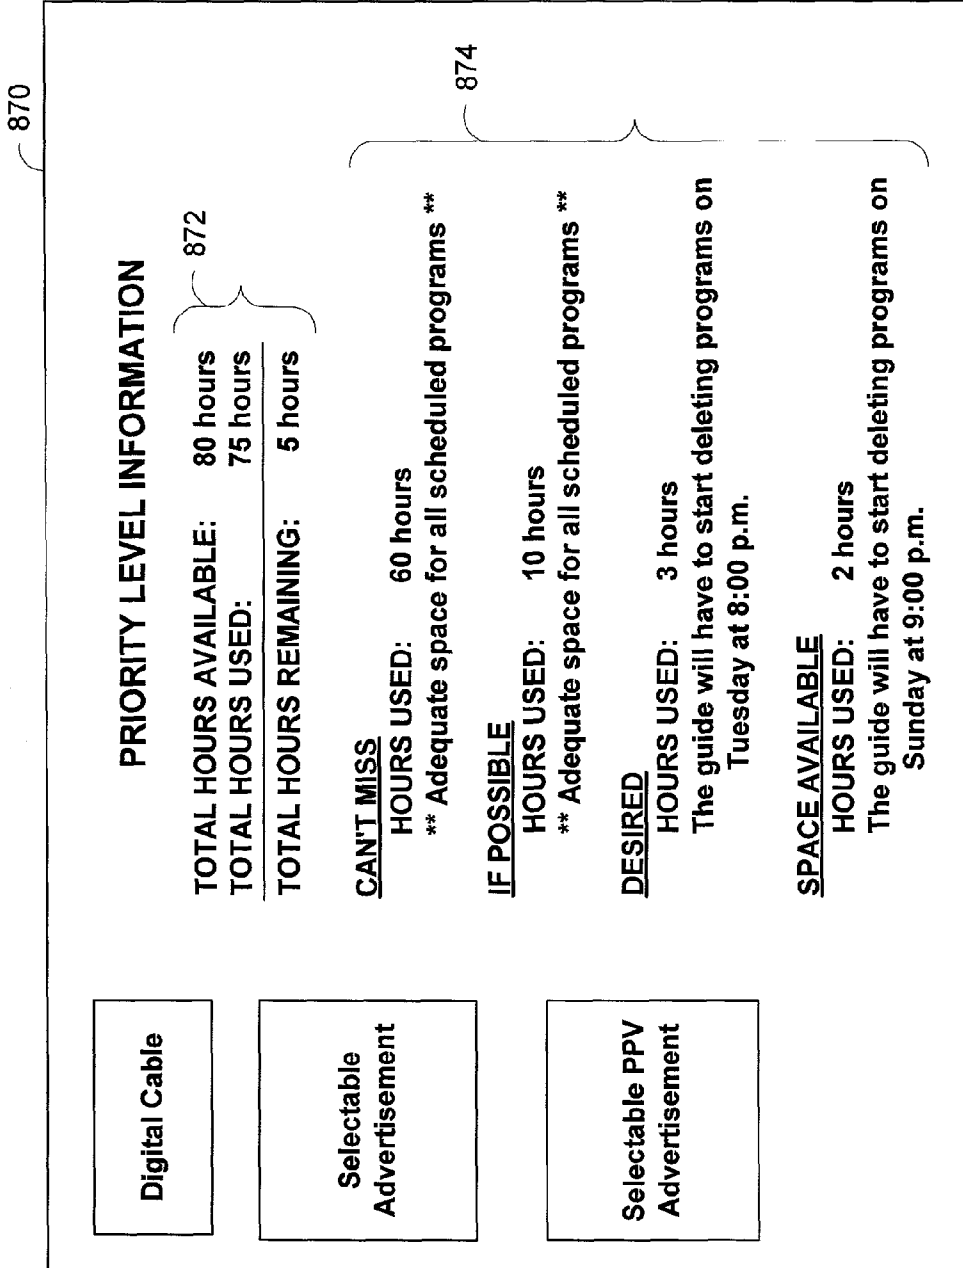 870
PRIORITY LEVEL INFORMATION
TOTAL HOURS AVAILABLE: 80 hours
TOTAL HOURS USED: 75 hours
TOTAL HOURS REMAINING: 5 hours
872
CAN'T MISS
HOURS USED: 60 hours
** Adequate space for all scheduled programs **
IF POSSIBLE
HOURS USED: 10 hours
** Adequate space for all scheduled programs **
DESIRED
HOURS USED: 3 hours
The guide will have to start deleting programs on
Tuesday at 8:00 p.m.
SPACE AVAILABLE
HOURS USED: 2 hours
The guide will have to start deleting programs on
Sunday at 9:00 p.m.
874
Digital Cable
Selectable
Advertisement
Selectable PPV
Advertisement